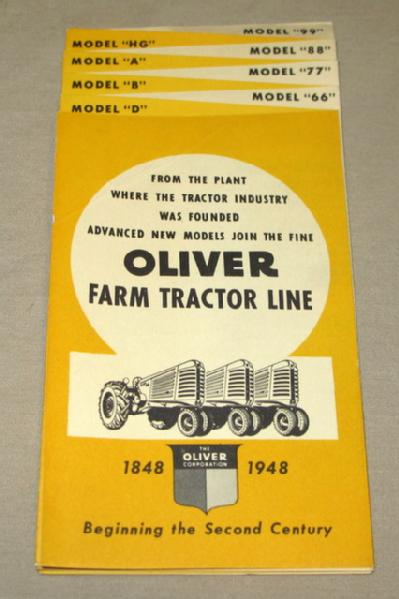 MODEL "99"
MODEL "HG"
MODEL "88"
MODEL "A"
MODEL "77"
MODEL "B"
MODEL "66"
MODEL "D"
FROM THE PLANT
WHERE THE TRACTOR INDUSTRY
WAS FOUNDED
ADVANCED NEW MODELS JOIN THE FINE
OLIVER
FARM TRACTOR LINE
THE
OLIVER
CORPORATION
1848 1948
Beginning the Second Century